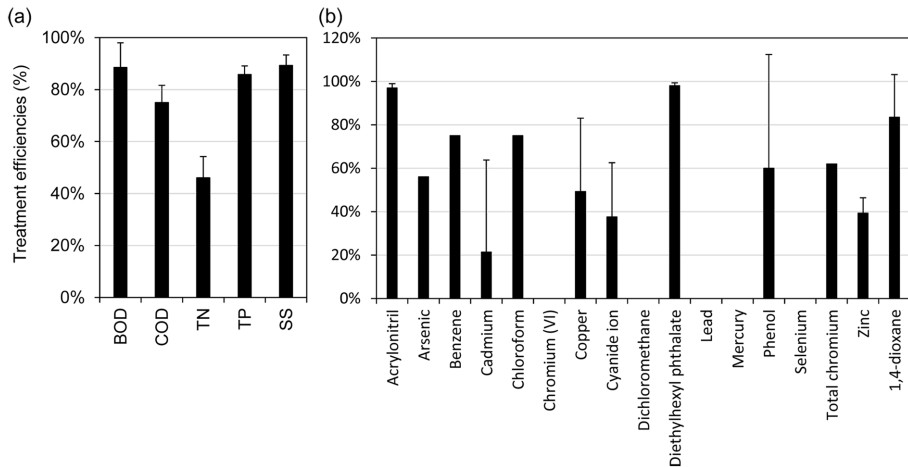 (a)
Treatment efficiencies (%)
100%
80%
60%
40%
20%
0%
BOD
COD
TN
TP
SS
(b)
120%
100%
80%
60%
40%
20%
0%
Acrylonitril
Arsenic
Benzene
Cadmium
Chloroform
Chromium (VI)
Copper
Cyanide ion
Dichloromethane
Diethylhexyl phthalate
Lead
Mercury
Phenol
Selenium
Total chromium
Zinc
1,4-dioxane